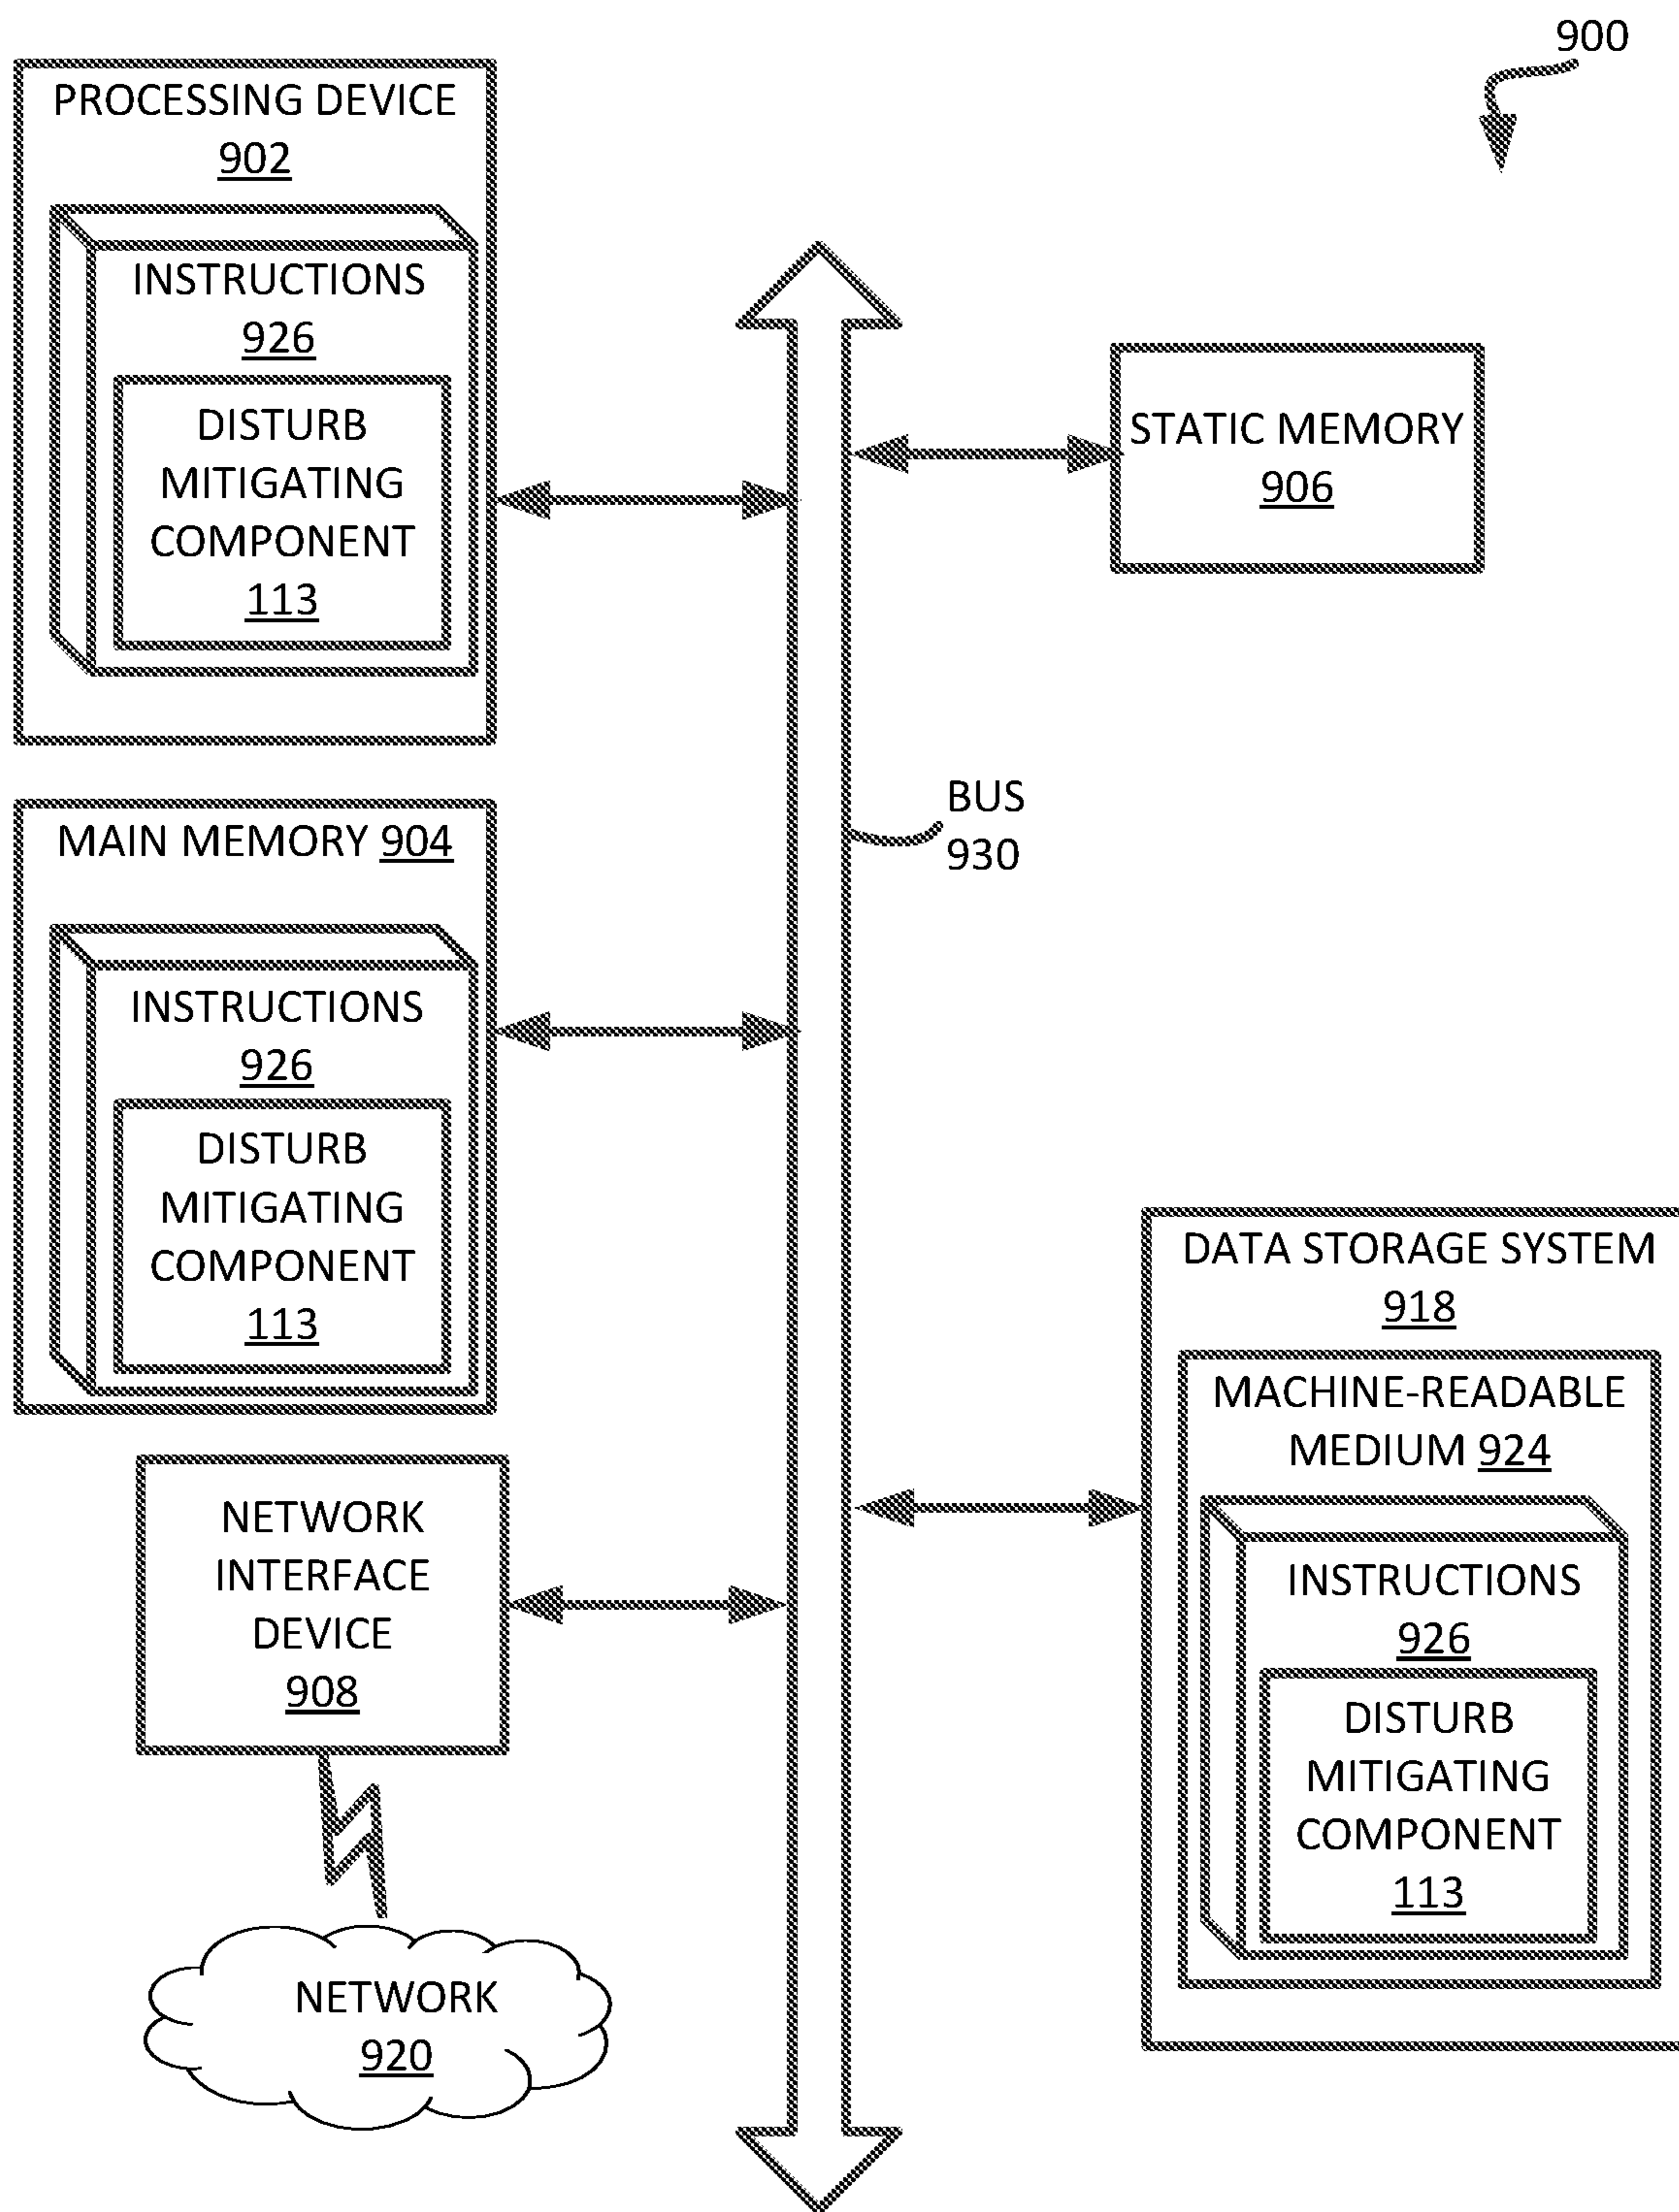 900
PROCESSING DEVICE
902
INSTRUCTIONS
926
DISTURB
MITIGATING
COMPONENT
113
STATIC MEMORY
906
BUS
930
MAIN MEMORY 904
INSTRUCTIONS
926
DISTURB
MITIGATING
COMPONENT
113
DATA STORAGE SYSTEM
918
MACHINE-READABLE
MEDIUM 924
INSTRUCTIONS
926
DISTURB
MITIGATING
COMPONENT
113
NETWORK
INTERFACE
DEVICE
908
NETWORK
920